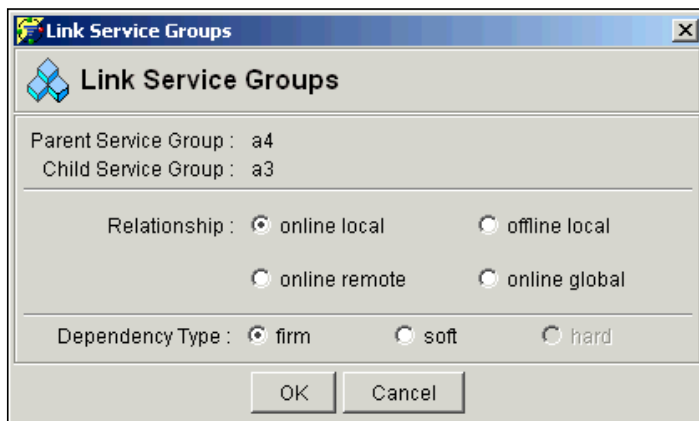 Link Service Groups
Link Service Groups
Parent Service Group : a4
Child Service Group : a3
Relationship : online local offline local
online remote online global
Dependency Type : firm soft hard
OK Cancel